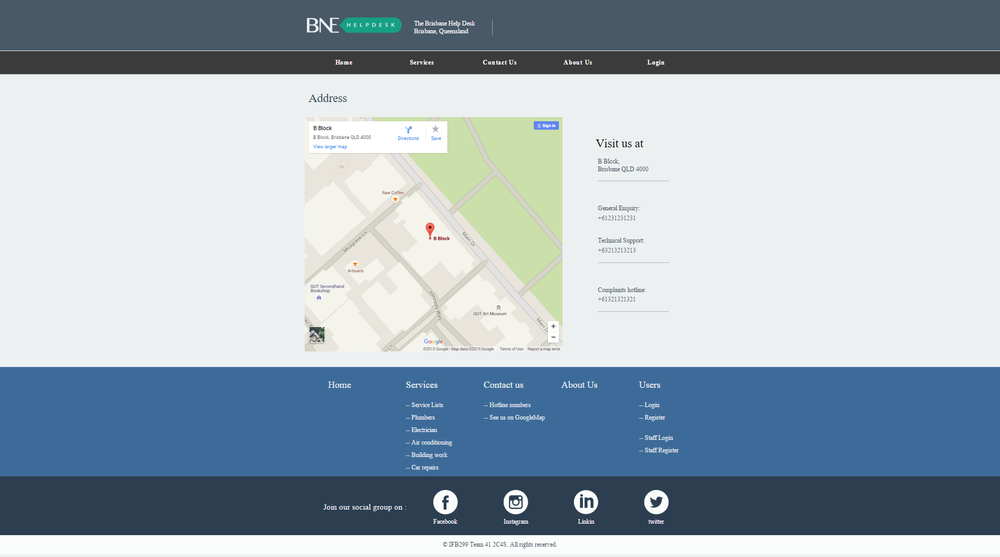 BNE HELPDESK
The Brisbane Help Desk
Brisbane, Queensland
Home
Services
Contact Us
About Us
Login
Address
B Block
B Block, Brisbane QLD 4000
View larger map
Directions
Save
Sign in
2A
Raw Coffee
B Block
Main Dr
Musgrave Ln
Artisans
QUT Secondhand
Bookshop
Kennedy Way
QUT Art Museum
Main Dr
Google
©2015 Google - Map data ©2015 Google
Terms of Use
Report a map error
Visit us at
B Block,
Brisbane QLD 4000
General Enquiry:
+61231231231
Technical Support:
+63213213213
Complaints hotline:
+61321321321
Home
Services
-- Service Lists
-- Plumbers
-- Electrician
-- Air conditioning
-- Building work
-- Car repairs
Contact us
-- Hotline numbers
-- See us on GoogleMap
About Us
Users
-- Login
-- Register
-- Staff Login
-- Staff Register
Join our social group on :
Facebook
Instagram
Linkin
twitter
© IFB299 Team 41 2C4S. All rights reserved.